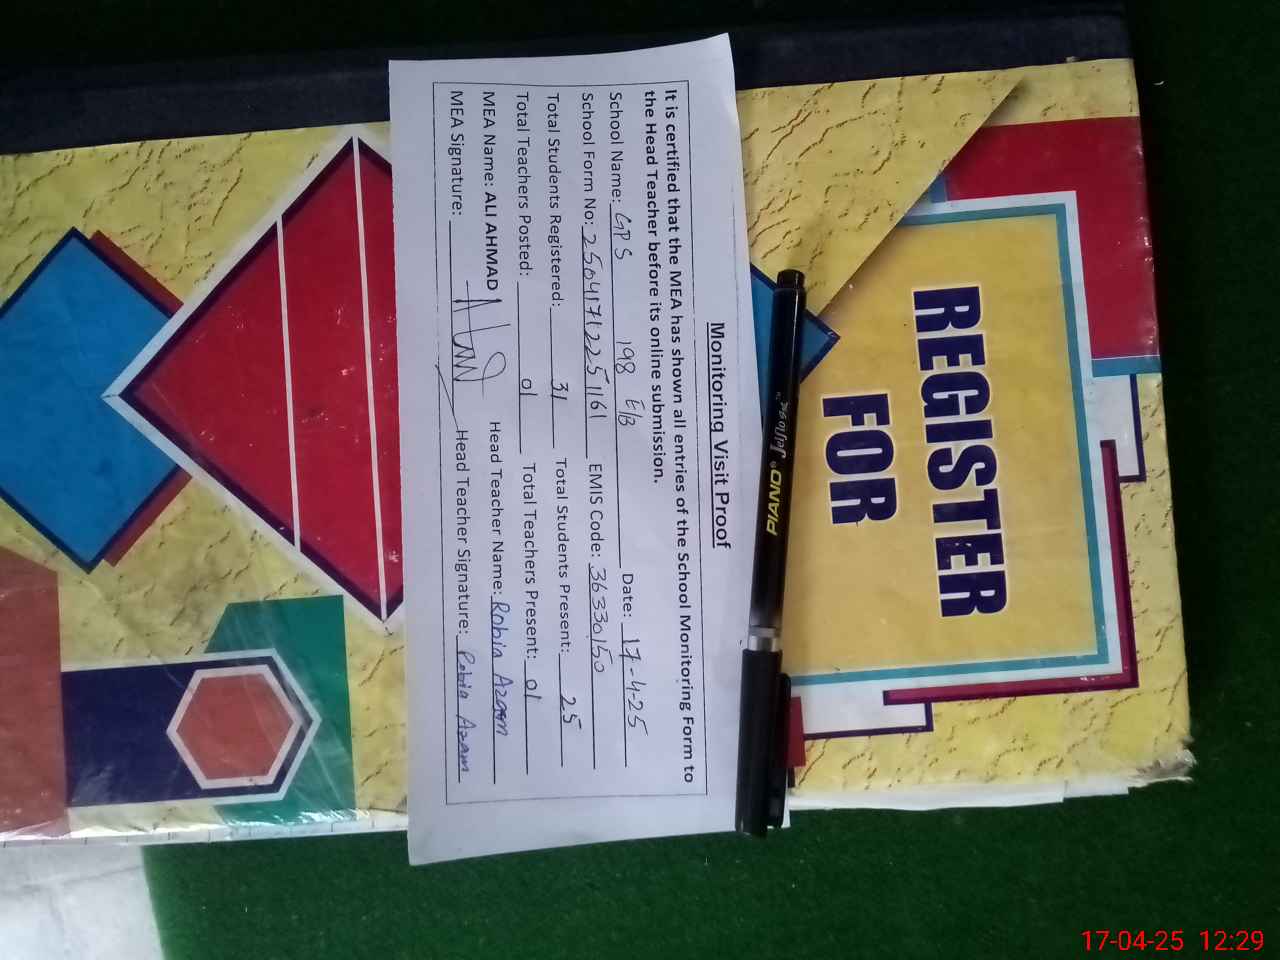 Monitoring Visit Proof
It is certified that the MEA has shown all entries of the School Monitoring Form to
the Head Teacher before its online submission.
School Name: GPS 198 E/B Date: 17-4-25
School Form No: 25041712251161 EMIS Code: 36330150
Total Students Registered: 31 Total Students Present: 25
Total Teachers Posted: 01 Total Teachers Present: 01
MEA Name: ALI AHMAD Head Teacher Name: Robia Azam
MEA Signature: Head Teacher Signature: Robia Azam
PIANO
REGISTER
FOR
17-04-25 12:29